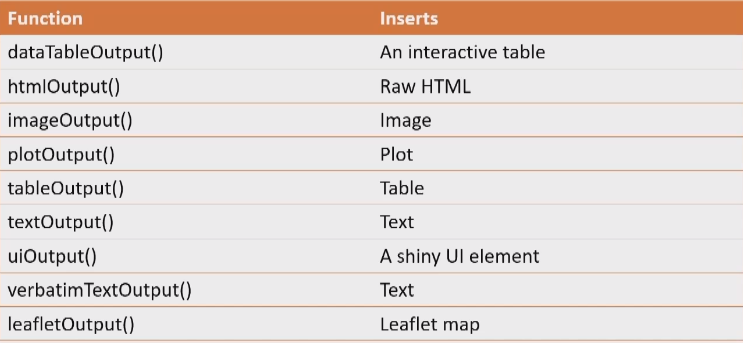 Function Inserts
dataTableOutput() An interactive table
htmlOutput() Raw HTML
imageOutput() Image
plotOutput() Plot
tableOutput() Table
textOutput() Text
uiOutput() A shiny UI element
verbatimTextOutput() Text
leafletOutput() Leaflet map